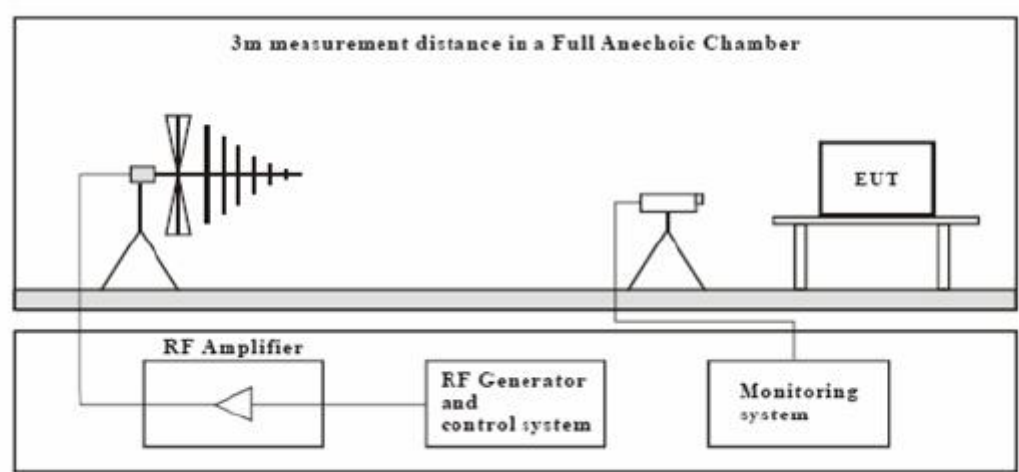 3m measurement distance in a Full Anechoic Chamber
EUT
RF Amplifier
RF Generator
and
control system
Monitoring
system